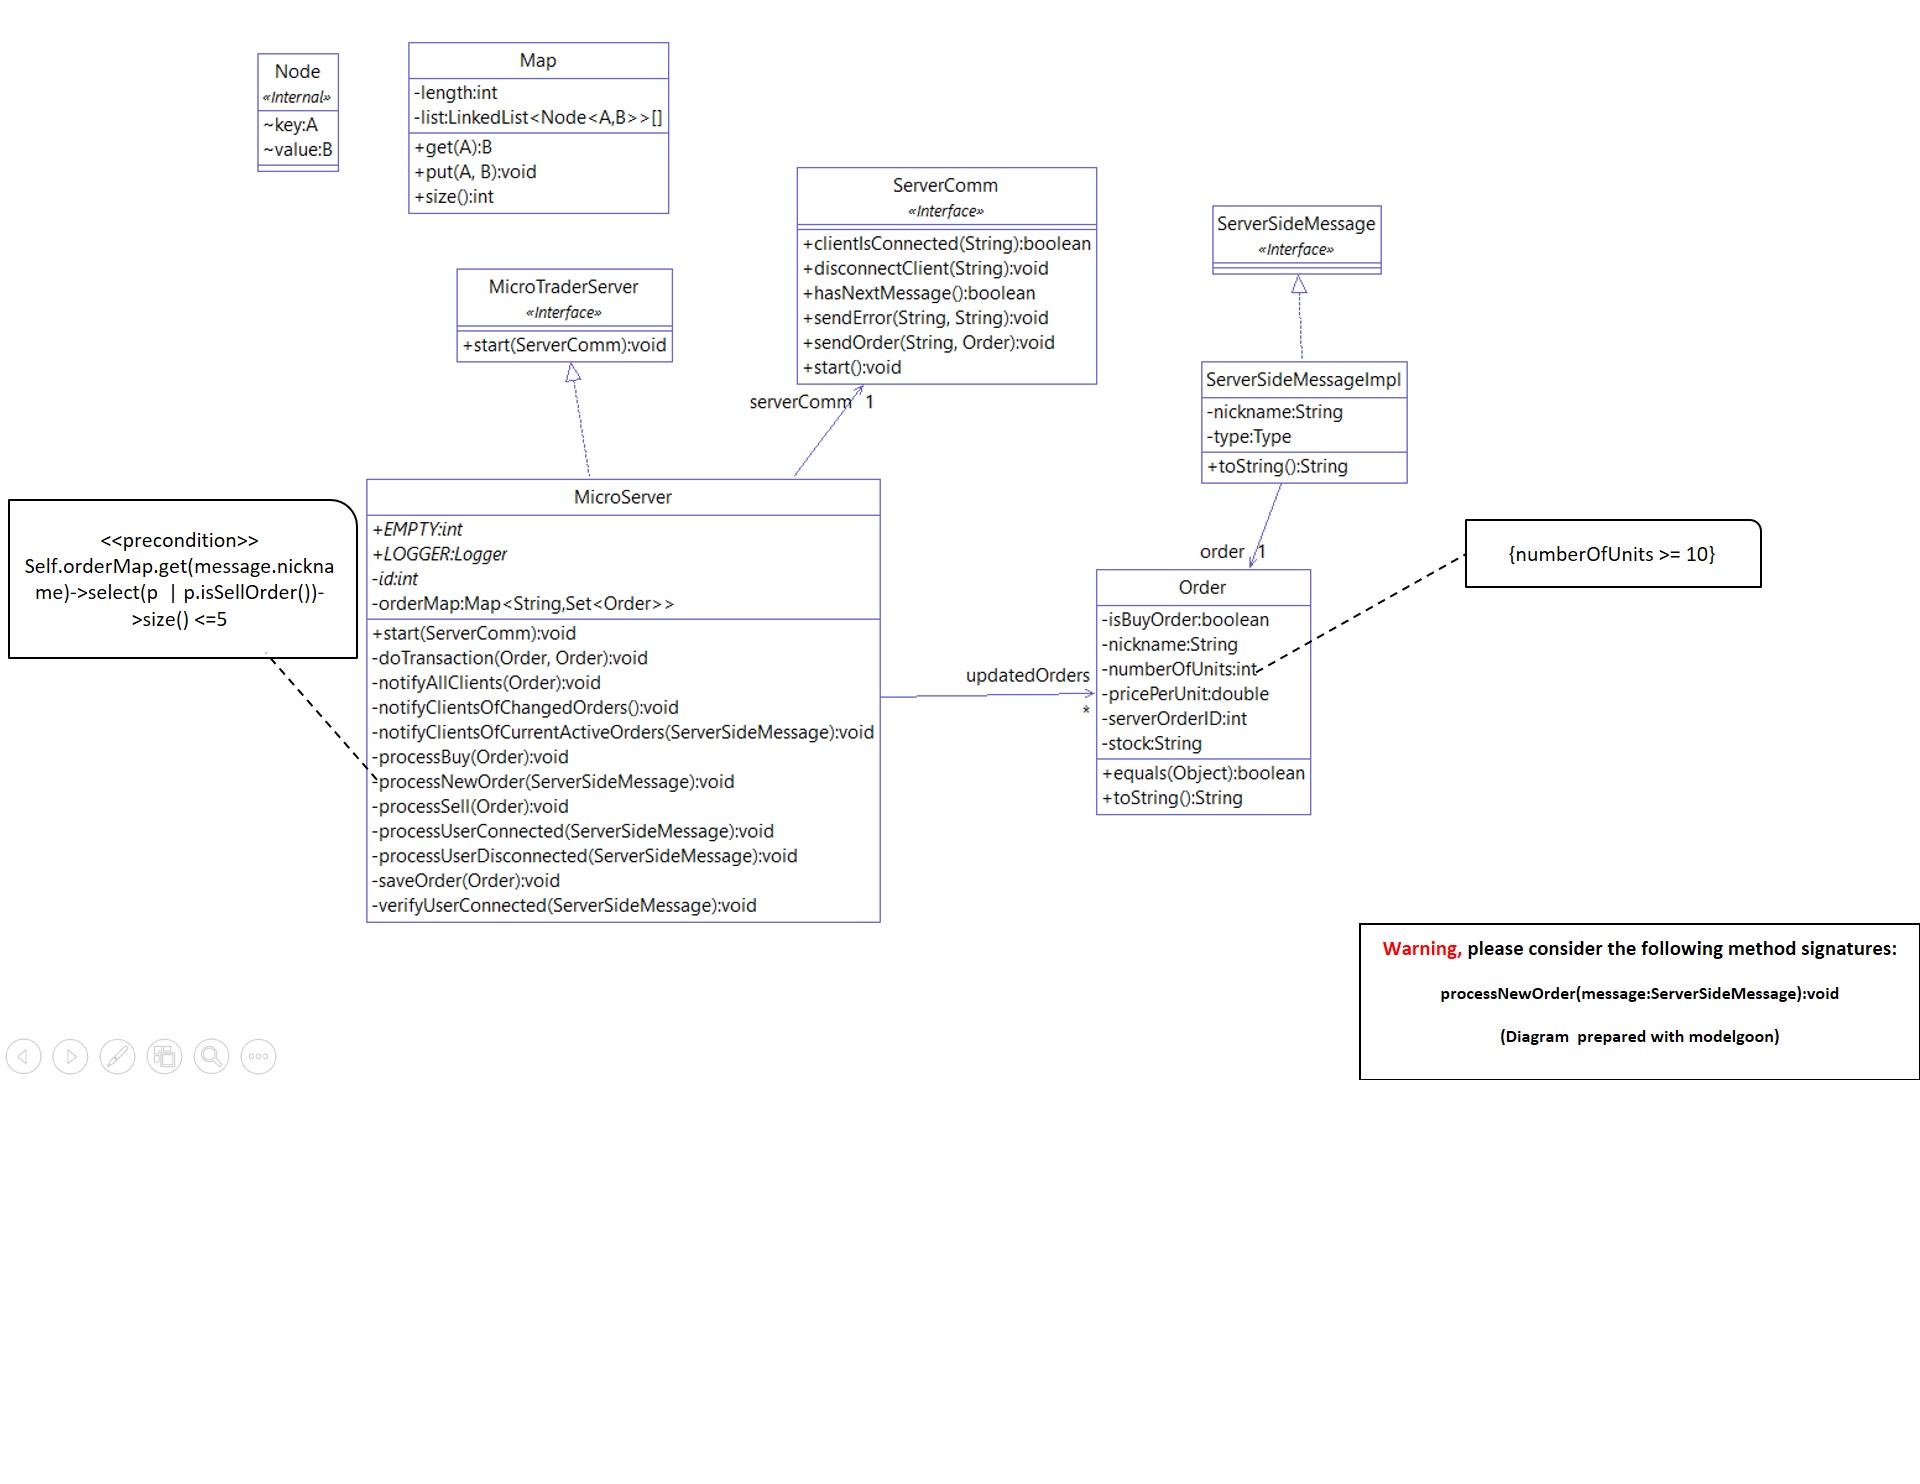 Node
«Internal»
~key:A
~value:B
Map
-length:int
-list:LinkedList<Node<A,B>>[]
+get(A):B
+put(A, B):void
+size():int
MicroTraderServer
«Interface»
+start(ServerComm):void
ServerComm
«Interface»
+clientIsConnected(String):boolean
+disconnectClient(String):void
+hasNextMessage():boolean
+sendError(String, String):void
+sendOrder(String, Order):void
+start():void
serverComm 1
ServerSideMessage
«Interface»
ServerSideMessageImpl
-nickname:String
-type:Type
+toString():String
order 1
<<precondition>>
Self.orderMap.get(message.nickna
me)->select(p | p.isSellOrder())-
>size() <=5
MicroServer
+EMPTY:int
+LOGGER:Logger
-id:int
-orderMap:Map<String,Set<Order>>
+start(ServerComm):void
-doTransaction(Order, Order):void
-notifyAllClients(Order):void
-notifyClientsOfChangedOrders():void
-notifyClientsOfCurrentActiveOrders(ServerSideMessage):void
-processBuy(Order):void
-processNewOrder(ServerSideMessage):void
-processSell(Order):void
-processUserConnected(ServerSideMessage):void
-processUserDisconnected(ServerSideMessage):void
-saveOrder(Order):void
-verifyUserConnected(ServerSideMessage):void
updatedOrders
*
Order
-isBuyOrder:boolean
-nickname:String
-numberOfUnits:int
-pricePerUnit:double
-serverOrderID:int
-stock:String
+equals(Object):boolean
+toString():String
{numberOfUnits >= 10}
Warning, please consider the following method signatures:
processNewOrder(message:ServerSideMessage):void
(Diagram prepared with modelgoon)